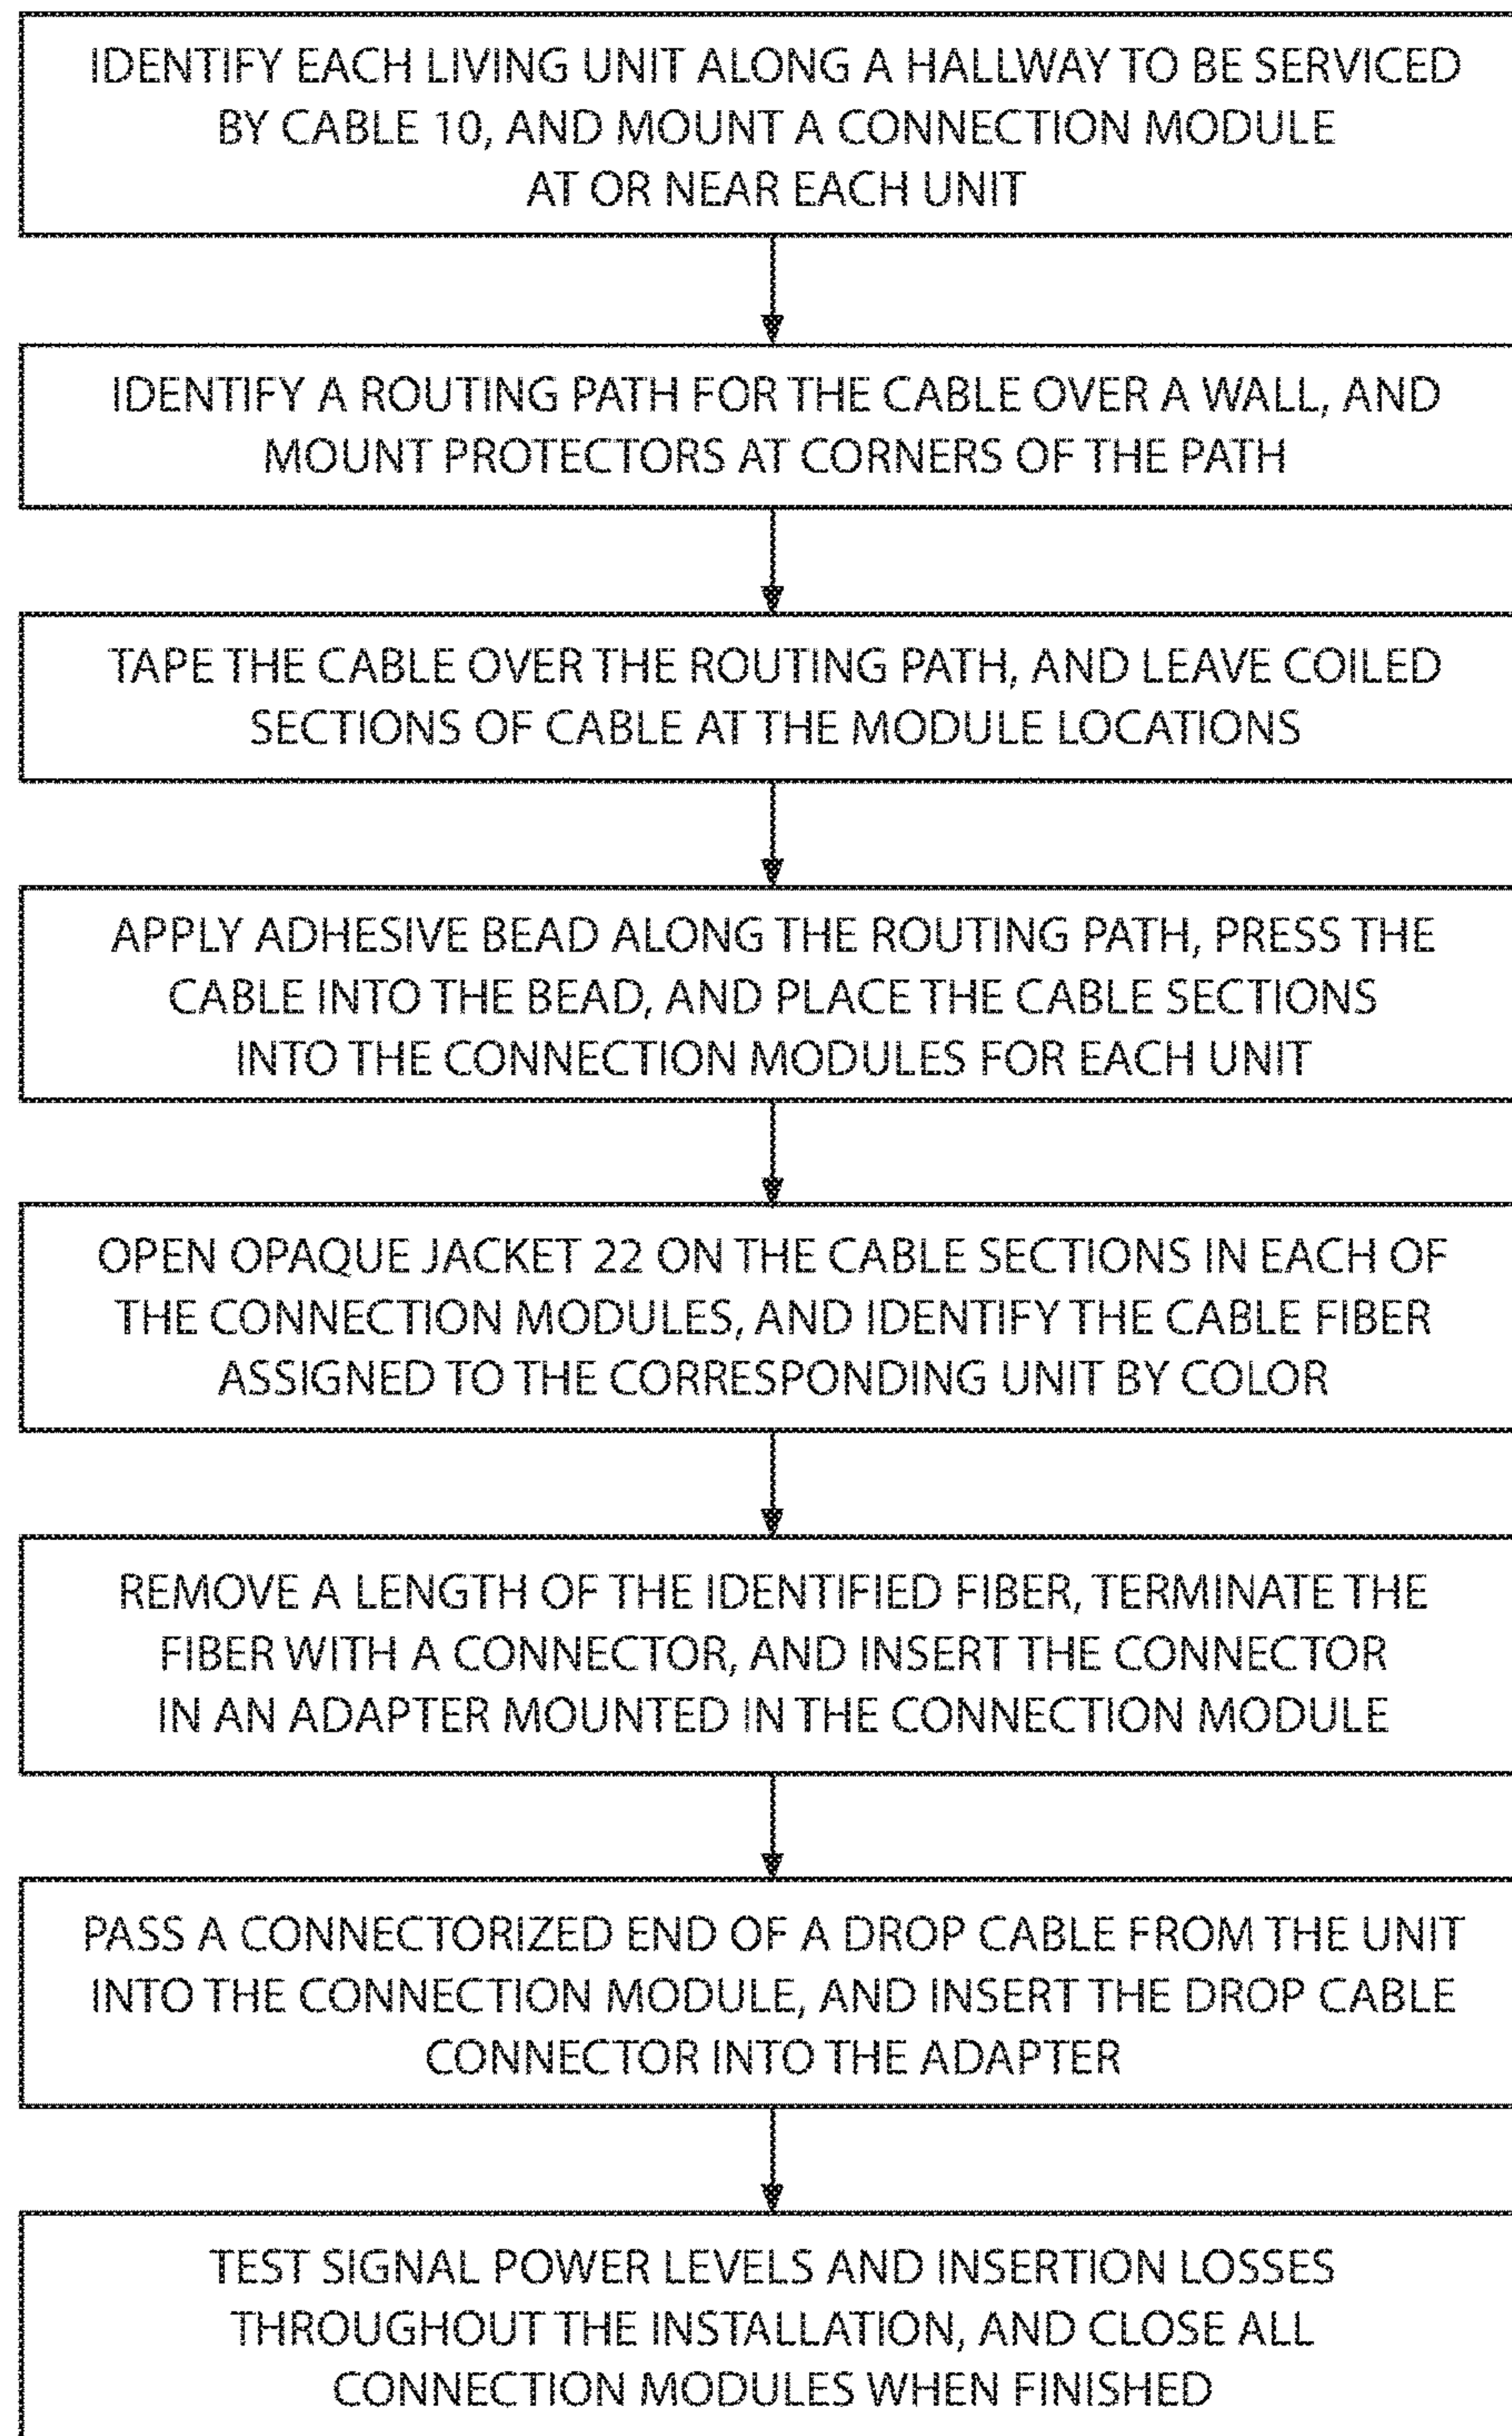 IDENTIFY EACH LIVING UNIT ALONG A HALLWAY TO BE SERVICED
BY CABLE 10, AND MOUNT A CONNECTION MODULE
AT OR NEAR EACH UNIT
IDENTIFY A ROUTING PATH FOR THE CABLE OVER A WALL, AND
MOUNT PROTECTORS AT CORNERS OF THE PATH
TAPE THE CABLE OVER THE ROUTING PATH, AND LEAVE COILED
SECTIONS OF CABLE AT THE MODULE LOCATIONS
APPLY ADHESIVE BEAD ALONG THE ROUTING PATH, PRESS THE
CABLE INTO THE BEAD, AND PLACE THE CABLE SECTIONS
INTO THE CONNECTION MODULES FOR EACH UNIT
OPEN OPAQUE JACKET 22 ON THE CABLE SECTIONS IN EACH OF
THE CONNECTION MODULES, AND IDENTIFY THE CABLE FIBER
ASSIGNED TO THE CORRESPONDING UNIT BY COLOR
REMOVE A LENGTH OF THE IDENTIFIED FIBER, TERMINATE THE
FIBER WITH A CONNECTOR, AND INSERT THE CONNECTOR
IN AN ADAPTER MOUNTED IN THE CONNECTION MODULE
PASS A CONNECTORIZED END OF A DROP CABLE FROM THE UNIT
INTO THE CONNECTION MODULE, AND INSERT THE DROP CABLE
CONNECTOR INTO THE ADAPTER
TEST SIGNAL POWER LEVELS AND INSERTION LOSSES
THROUGHOUT THE INSTALLATION, AND CLOSE ALL
CONNECTION MODULES WHEN FINISHED